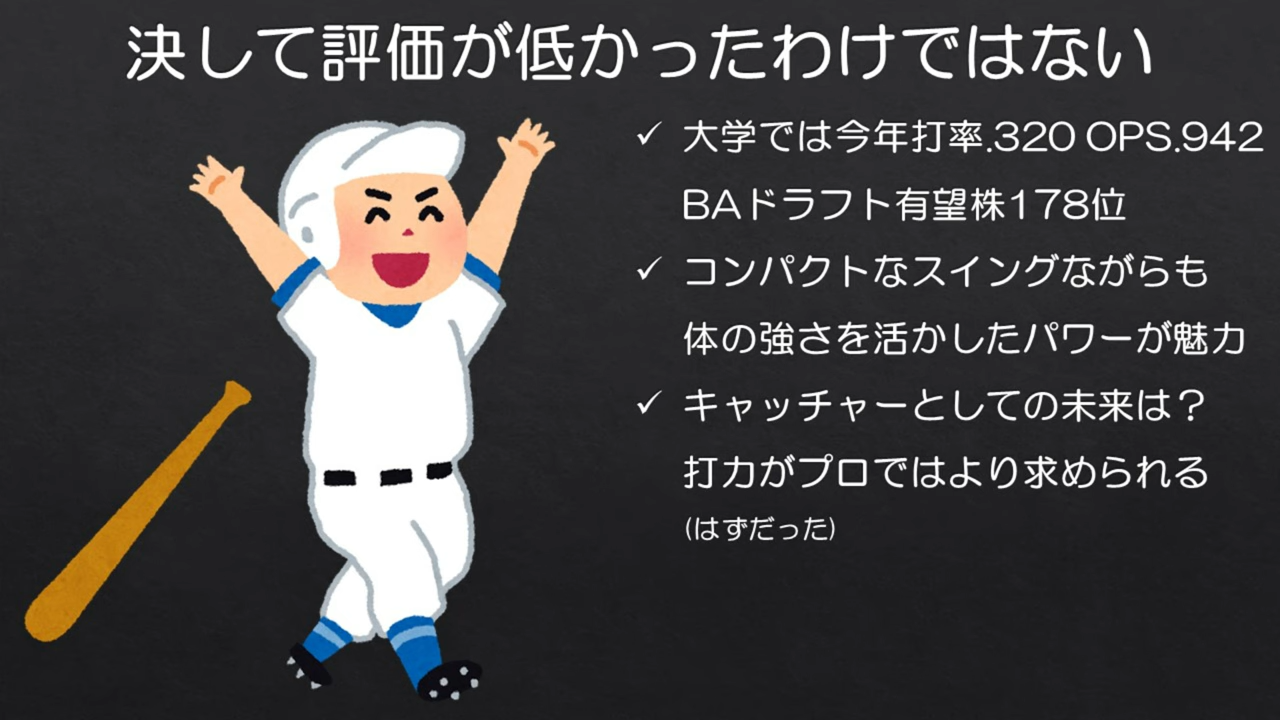 決して評価が低かったわけではない
✓ 大学では今年打率.320 OPS.942
BAドラフト有望株178位
✓ コンパクトなスイングながらも
体の強さを活かしたパワーが魅力
✓ キャッチャーとしての未来は？
打力がプロではより求められる
(はずだった)